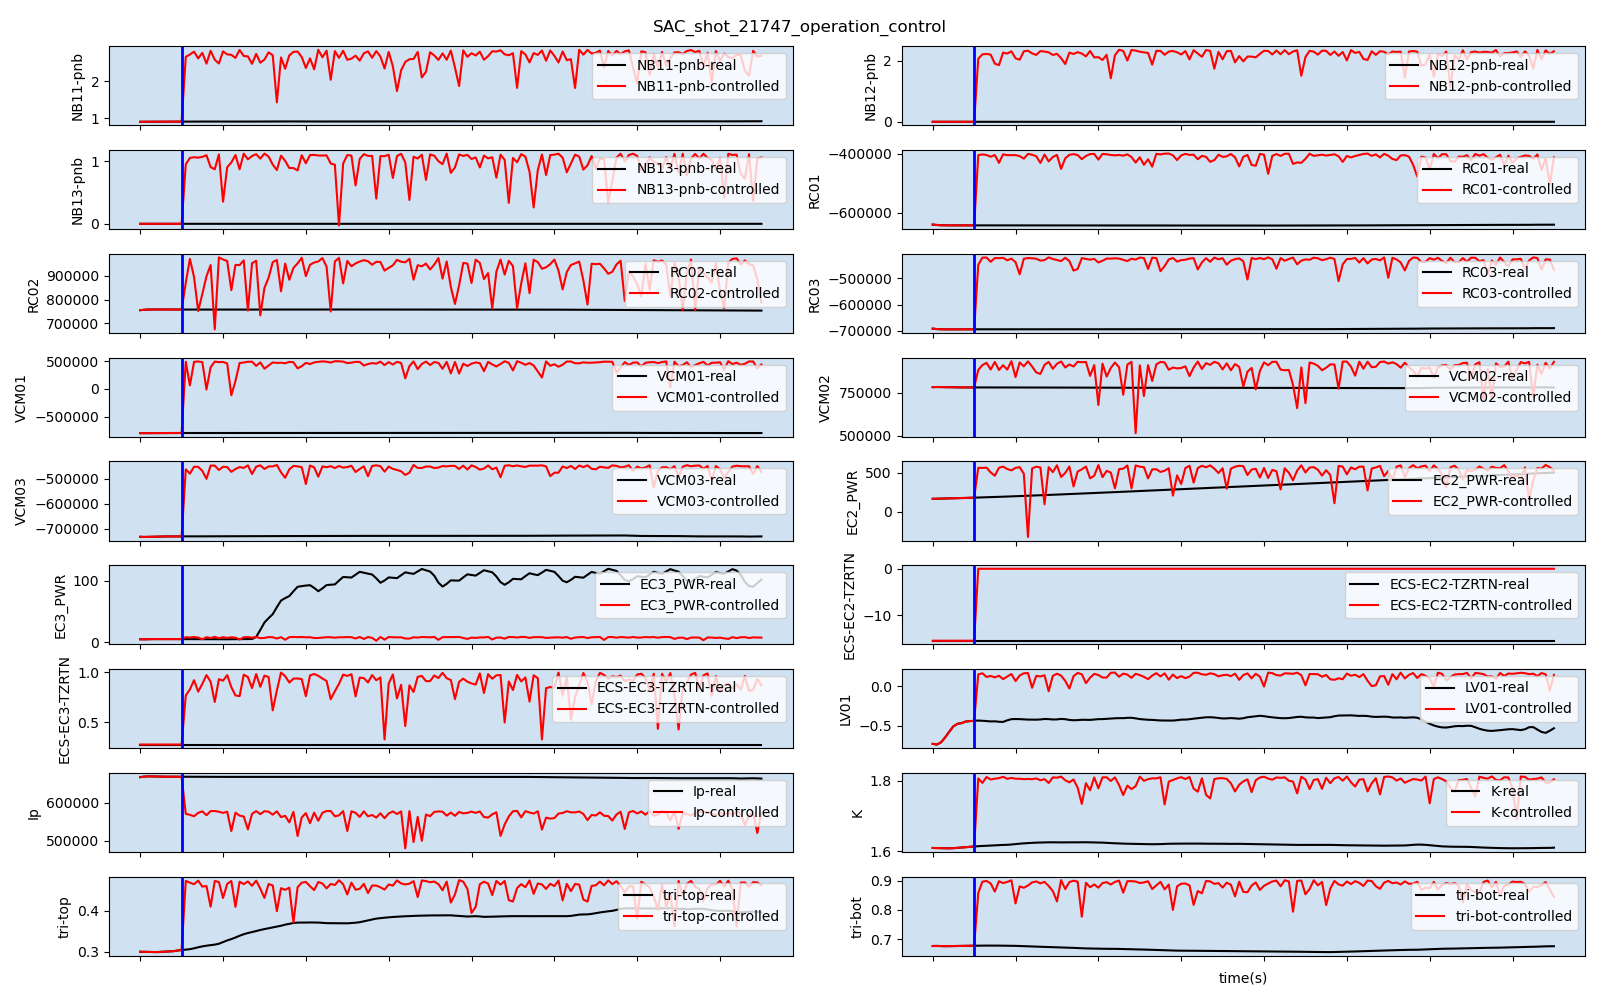 SAC_shot_21747_operation_control
NB11-pnb
2
1
NB11-pnb-real
NB11-pnb-controlled
NB12-pnb
2
0
NB12-pnb-real
NB12-pnb-controlled
NB13-pnb
1
0
NB13-pnb-real
NB13-pnb-controlled
RC01
−400000
−600000
RC01-real
RC01-controlled
RC02
900000
800000
700000
RC02-real
RC02-controlled
RC03
−500000
−600000
−700000
RC03-real
RC03-controlled
VCM01
500000
0
−500000
VCM01-real
VCM01-controlled
VCM02
750000
500000
VCM02-real
VCM02-controlled
VCM03
−500000
−600000
−700000
VCM03-real
VCM03-controlled
EC2_PWR
500
0
EC2_PWR-real
EC2_PWR-controlled
EC3_PWR
100
0
EC3_PWR-real
EC3_PWR-controlled
ECS-EC2-TZRTN
0
−10
ECS-EC2-TZRTN-real
ECS-EC2-TZRTN-controlled
ECS-EC3-TZRTN
1.0
0.5
ECS-EC3-TZRTN-real
ECS-EC3-TZRTN-controlled
LV01
0.0
−0.5
LV01-real
LV01-controlled
Ip
600000
500000
Ip-real
Ip-controlled
K
1.8
1.6
K-real
K-controlled
tri-top
0.4
0.3
tri-top-real
tri-top-controlled
tri-bot
0.9
0.8
0.7
tri-bot-real
tri-bot-controlled
time(s)